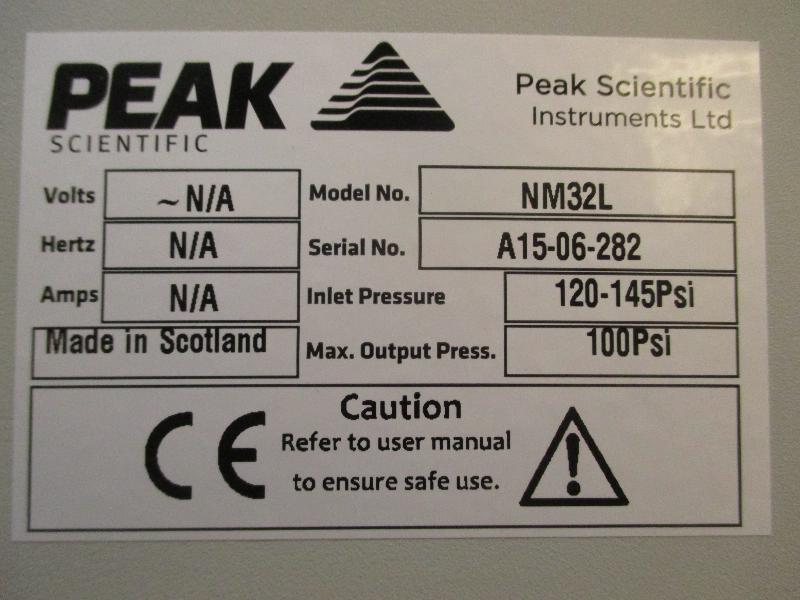 PEAK
SCIENTIFIC
Peak Scientific
Instruments Ltd
Volts ~ N/A Model No. NM32L
Hertz N/A Serial No. A15-06-282
Amps N/A Inlet Pressure 120-145Psi
Made in Scotland Max. Output Press. 100Psi
Caution
CE Refer to user manual
to ensure safe use.